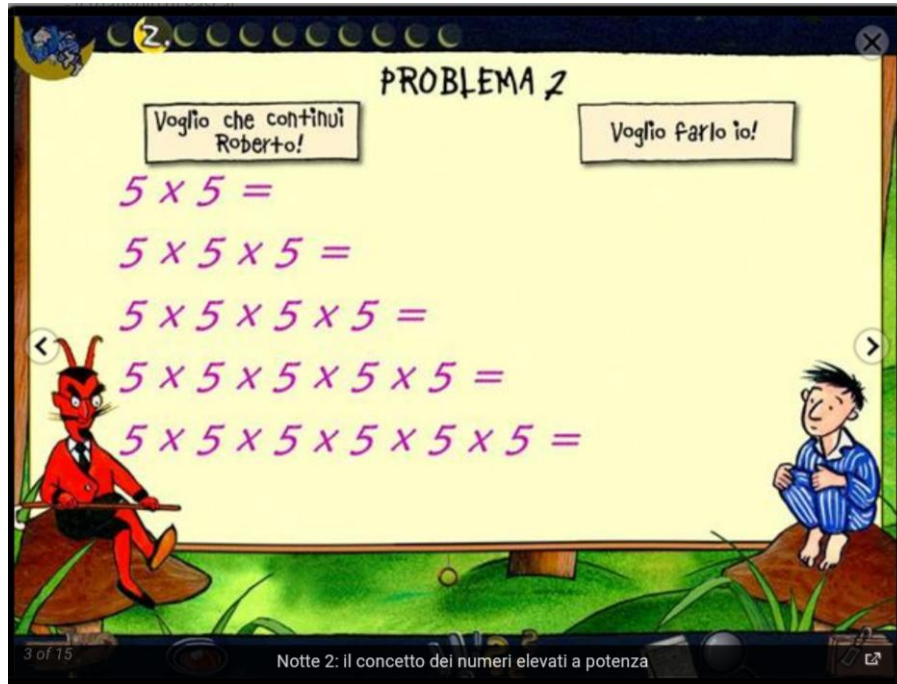 2.
PROBLEMA 2
Voglio che continui
Roberto!
Voglio farlo io!
5 x 5 =
5 x 5 x 5 =
5 x 5 x 5 x 5 =
5 x 5 x 5 x 5 x 5 =
5 x 5 x 5 x 5 x 5 x 5 =
3 of 15
Notte 2: il concetto dei numeri elevati a potenza